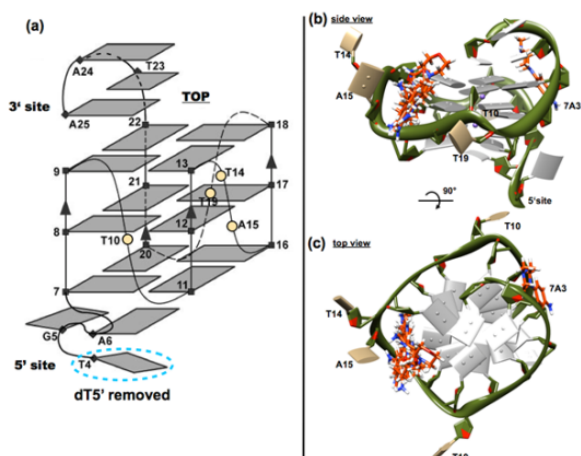 (a)
A24
T23
TOP
3' site
A25
22
18
9
13
T14
21
17
T19
8
12
A15
T10
20
16
7
11
G5
A6
5' site
T4
dT5' removed
(b)
side view
T14
A15
T10
7A3
T19
5'site
90°
(c)
top view
T10
7A3
T14
A15